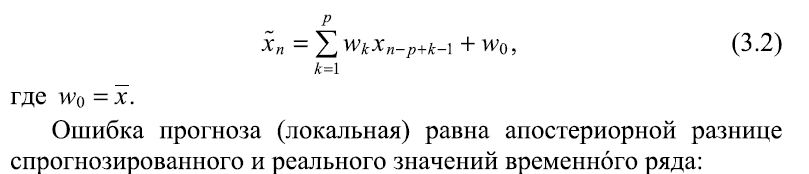 x̃ₙ = ∑ₖ₌₁ᵖ wₖxₙ₋ₚ₊ₖ₋₁ + w₀, (3.2)
где w₀ = x̅.
Ошибка прогноза (локальная) равна апостериорной разнице
спрогнозированного и реального значений временно́го ряда: